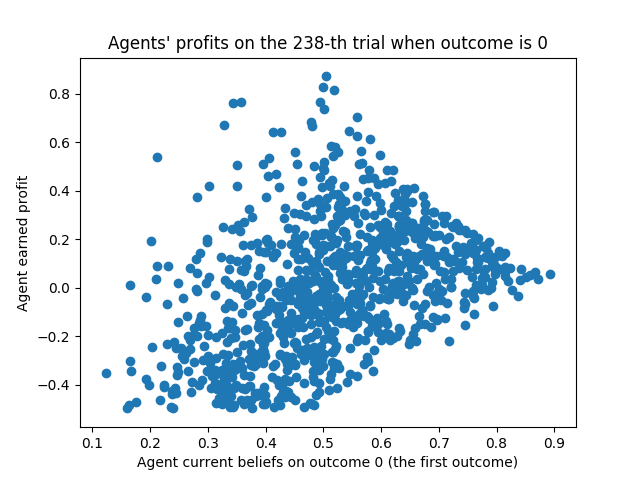 Agents' profits on the 238-th trial when outcome is 0
Agent earned profit
0.8
0.6
0.4
0.2
0.0
−0.2
−0.4
0.1 0.2 0.3 0.4 0.5 0.6 0.7 0.8 0.9
Agent current beliefs on outcome 0 (the first outcome)